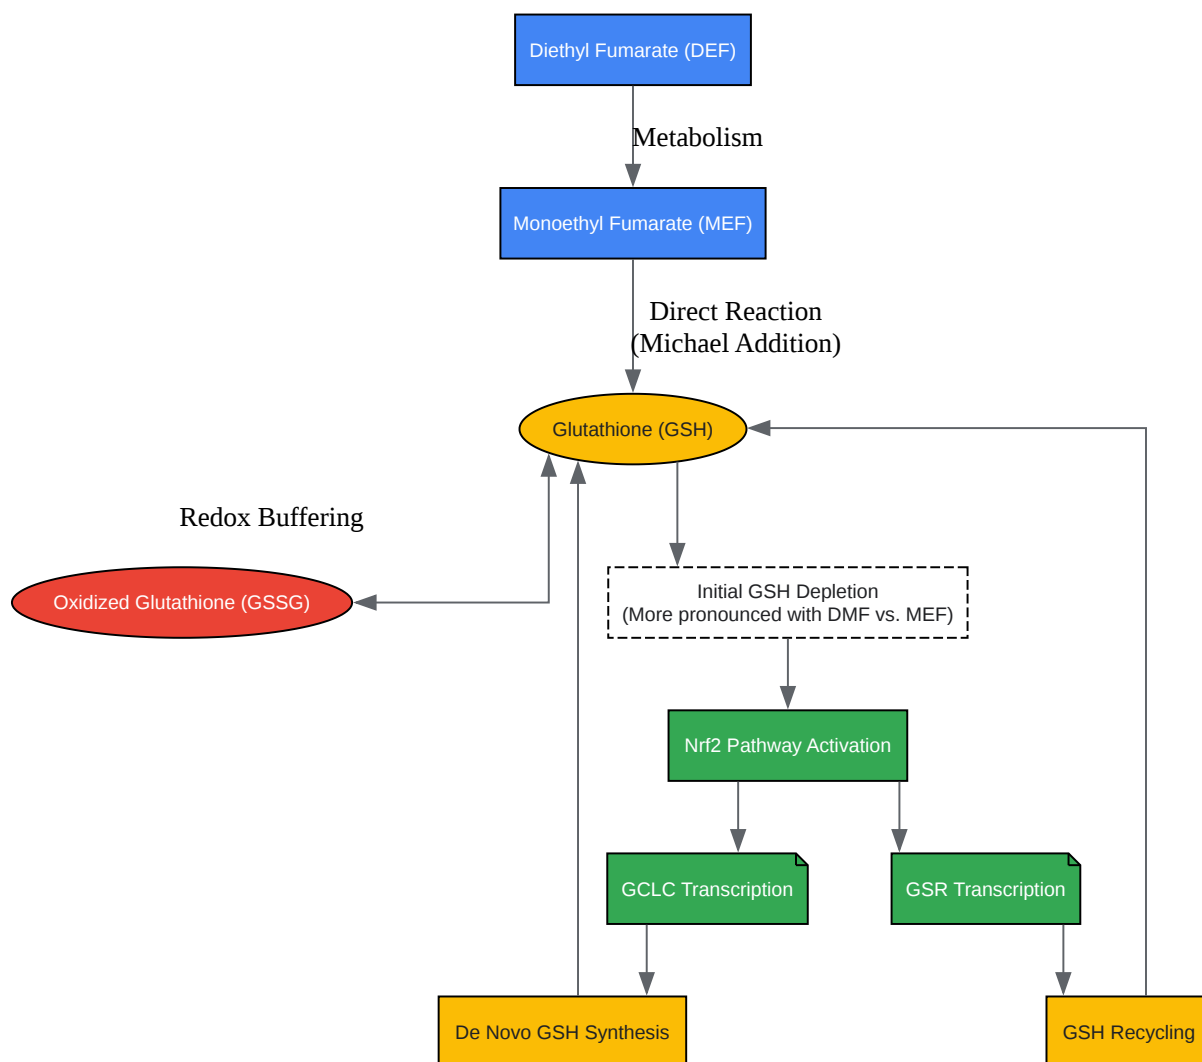 Diethyl Fumarate (DEF)
Metabolism
Monoethyl Fumarate (MEF)
Direct Reaction
(Michael Addition)
Glutathione (GSH)
Redox Buffering
Oxidized Glutathione (GSSG)
Initial GSH Depletion
(More pronounced with DMF vs. MEF)
Nrf2 Pathway Activation
GCLC Transcription
GSR Transcription
De Novo GSH Synthesis
GSH Recycling